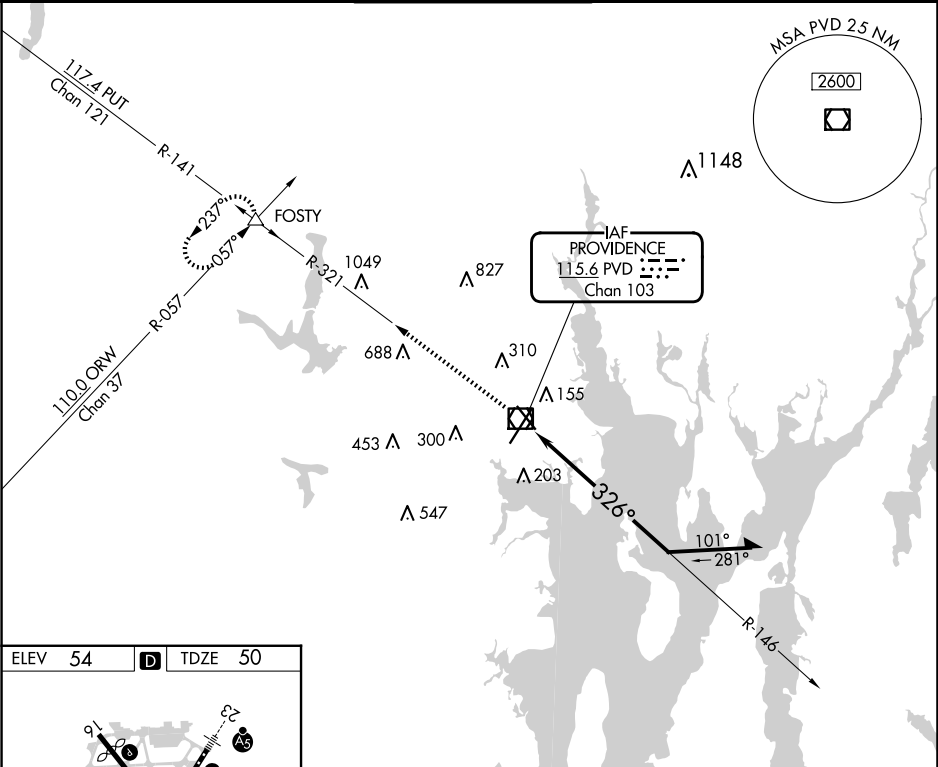 MSA PVD 25 NM
2600
117.4 PUT
Chan 121
R-141
1148
237°
057°
FOSTY
IAF
PROVIDENCE
115.6 PVD
Chan 103
R-321
1049
827
R-057
110.0 ORW
Chan 37
688
310
155
453
300
203
547
326°
101°
281°
R-146
ELEV 54
D
TDZE 50
16
23
P
A5